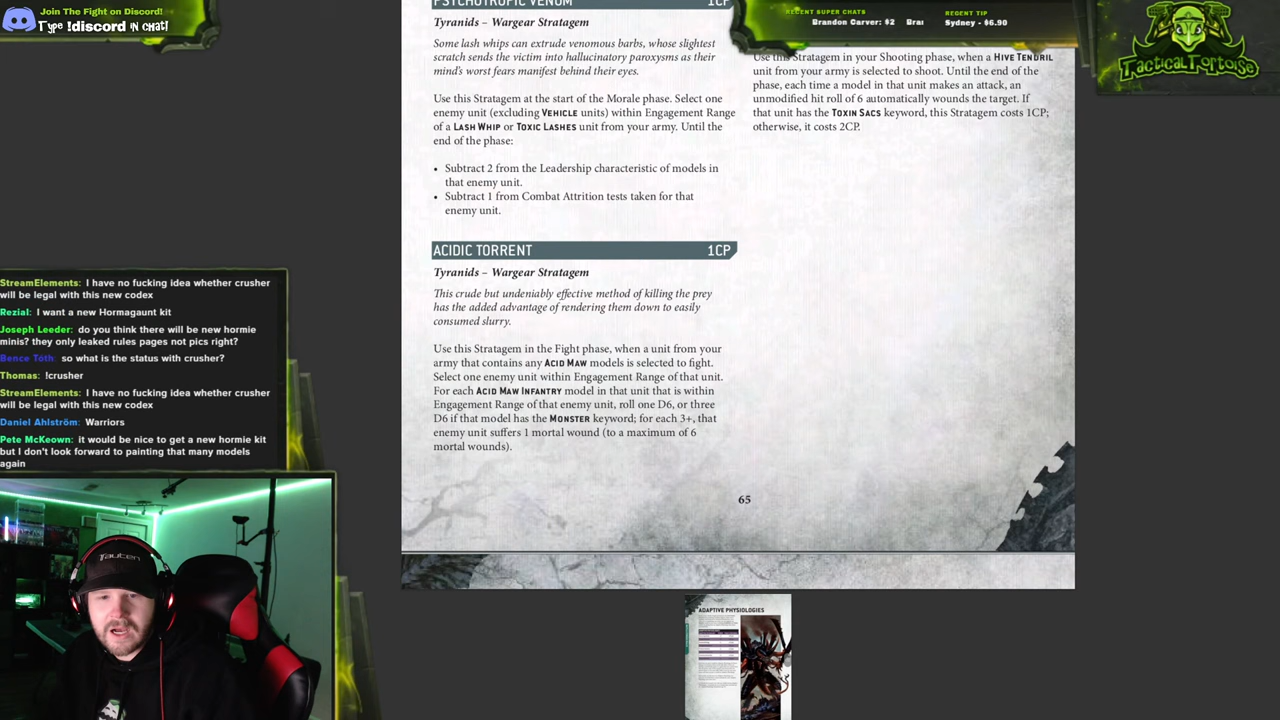 Join The Fight on Discord!
Type !discord in chat!
RECENT SUPER CHATS
Brandon Carver: $2
Brai
RECENT TIP
Sydney - $6.90
TacticalTortoise
PSYCHOTROPIC VENOM 1CP
Tyranids – Wargear Stratagem
Some lash whips can extrude venomous barbs, whose slightest
scratch sends the victim into hallucinatory paroxysms as their
mind's worst fears manifest behind their eyes.
Use this Stratagem at the start of the Morale phase. Select one
enemy unit (excluding VEHICLE units) within Engagement Range
of a LASH WHIP or TOXIC LASHES unit from your army. Until the
end of the phase:
• Subtract 2 from the Leadership characteristic of models in
that enemy unit.
• Subtract 1 from Combat Attrition tests taken for that
enemy unit.
ACIDIC TORRENT 1CP
Tyranids – Wargear Stratagem
This crude but undeniably effective method of killing the prey
has the added advantage of rendering them down to easily
consumed slurry.
Use this Stratagem in the Fight phase, when a unit from your
army that contains any ACID MAW models is selected to fight.
Select one enemy unit within Engagement Range of that unit.
For each ACID MAW INFANTRY model in that unit that is within
Engagement Range of that enemy unit, roll one D6, or three
D6 if that model has the MONSTER keyword; for each 3+, that
enemy unit suffers 1 mortal wound (to a maximum of 6
mortal wounds).
Use this Stratagem in your Shooting phase, when a HIVE TENDRIL
unit from your army is selected to shoot. Until the end of the
phase, each time a model in that unit makes an attack, an
unmodified hit roll of 6 automatically wounds the target. If
that unit has the TOXIN SACS keyword, this Stratagem costs 1CP;
otherwise, it costs 2CP.
65
StreamElements: I have no fucking idea whether crusher
will be legal with this new codex
Rezial: I want a new Hormagaunt kit
Joseph Leeder: do you think there will be new hormie
minis? they only leaked rules pages not pics right?
Bence Tóth: so what is the status with crusher?
Thomas: !crusher
StreamElements: I have no fucking idea whether crusher
will be legal with this new codex
Daniel Ahlström: Warriors
Pete McKeown: it would be nice to get a new hormie kit
but I don't look forward to painting that many models
again
rauten
ADAPTIVE PHYSIOLOGIES